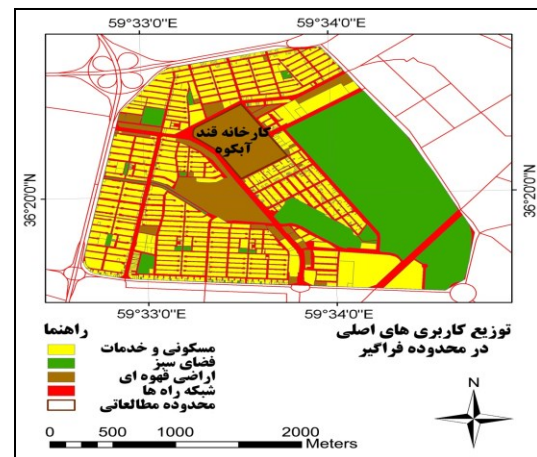 59°33'0"E
59°34'0"E
کارخانه قند
آبکوه
36°20'0"N
36°20'0"N
59°33'0"E
59°34'0"E
توزیع کاربری های اصلی
در محدوده فراگیر
راهنما
مسکونی و خدمات
فضای سبز
اراضی قهوه ای
شبکه راه ها
محدوده مطالعاتی
N
0 500 1000 2000
Meters